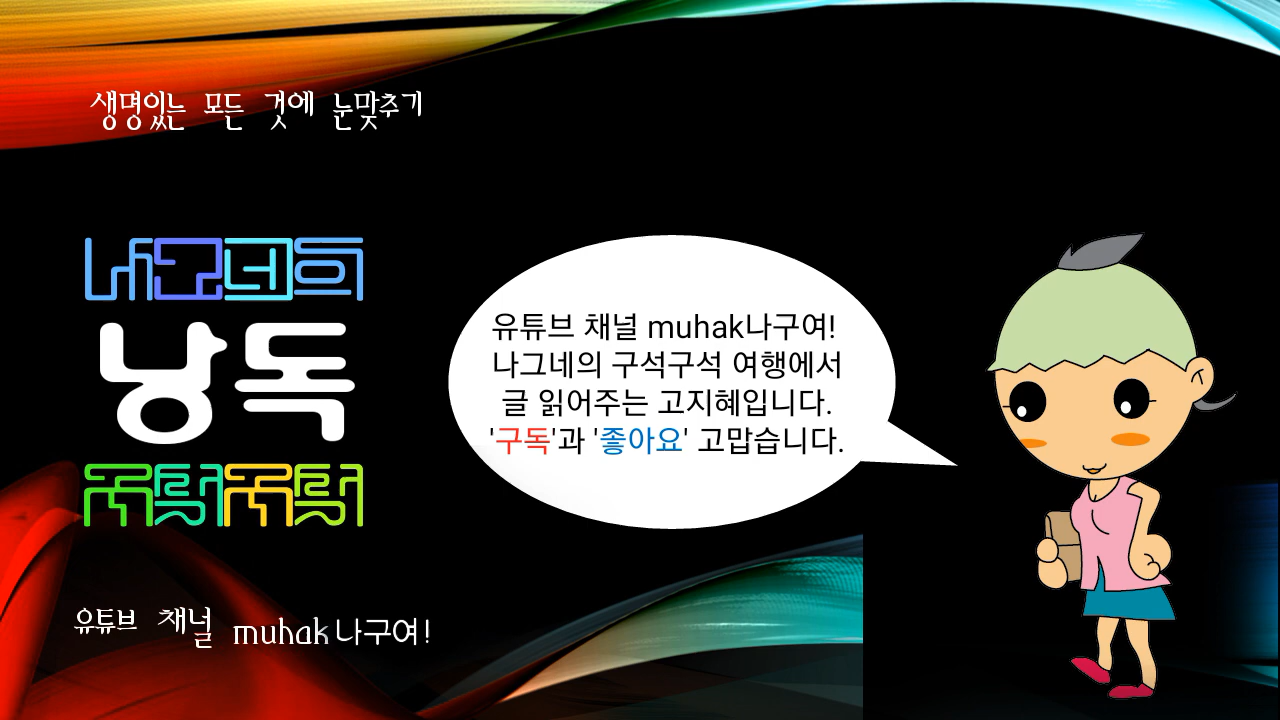 생명있는 모든 것에 눈맞추기
나그네의
낭독
구석구석
유튜브 채널 muhak나구여!
나그네의 구석구석 여행에서
글 읽어주는 고지혜입니다.
'구독'과 '좋아요' 고맙습니다.
유튜브 채널 muhak나구여!